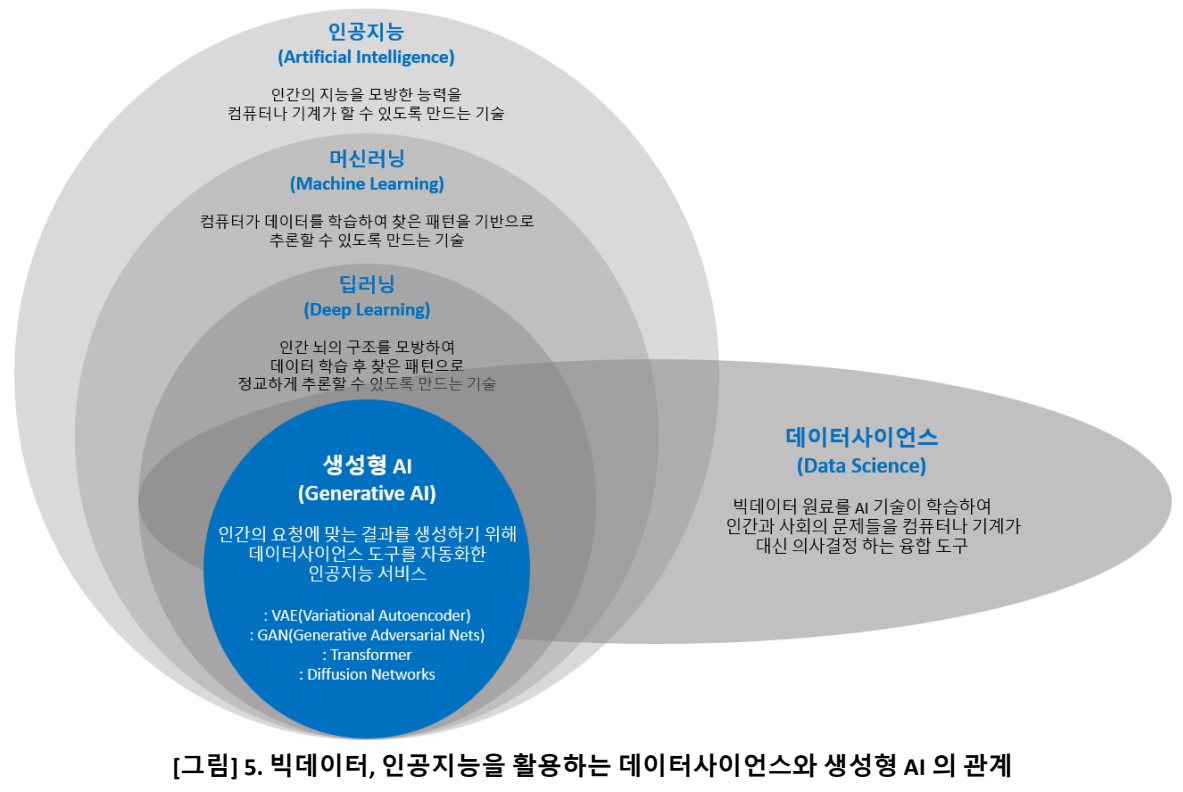 인공지능
(Artificial Intelligence)
인간의 지능을 모방한 능력을
컴퓨터나 기계가 할 수 있도록 만드는 기술
머신러닝
(Machine Learning)
컴퓨터가 데이터를 학습하여 찾은 패턴을 기반으로
추론할 수 있도록 만드는 기술
딥러닝
(Deep Learning)
인간 뇌의 구조를 모방하여
데이터 학습 후 찾은 패턴으로
정교하게 추론할 수 있도록 만드는 기술
생성형 AI
(Generative AI)
인간의 요청에 맞는 결과를 생성하기 위해
데이터사이언스 도구를 자동화한
인공지능 서비스
: VAE(Variational Autoencoder)
: GAN(Generative Adversarial Nets)
: Transformer
: Diffusion Networks
데이터사이언스
(Data Science)
빅데이터 원료를 AI 기술이 학습하여
인간과 사회의 문제들을 컴퓨터나 기계가
대신 의사결정 하는 융합 도구
[그림] 5. 빅데이터, 인공지능을 활용하는 데이터사이언스와 생성형 AI 의 관계